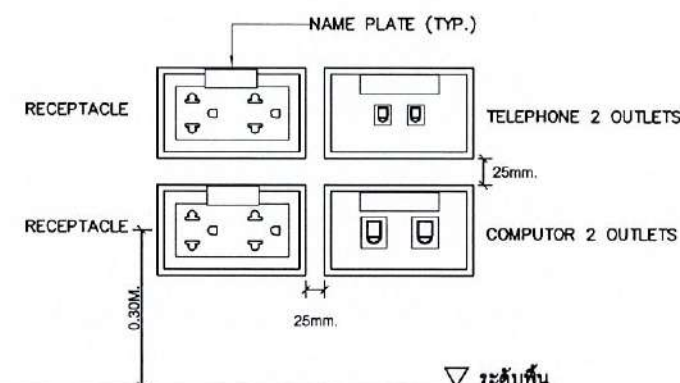 NAME PLATE (TYP.)
RECEPTACLE
TELEPHONE 2 OUTLETS
25mm.
RECEPTACLE
COMPUTOR 2 OUTLETS
0.30M.
25mm.
ระดับพื้น